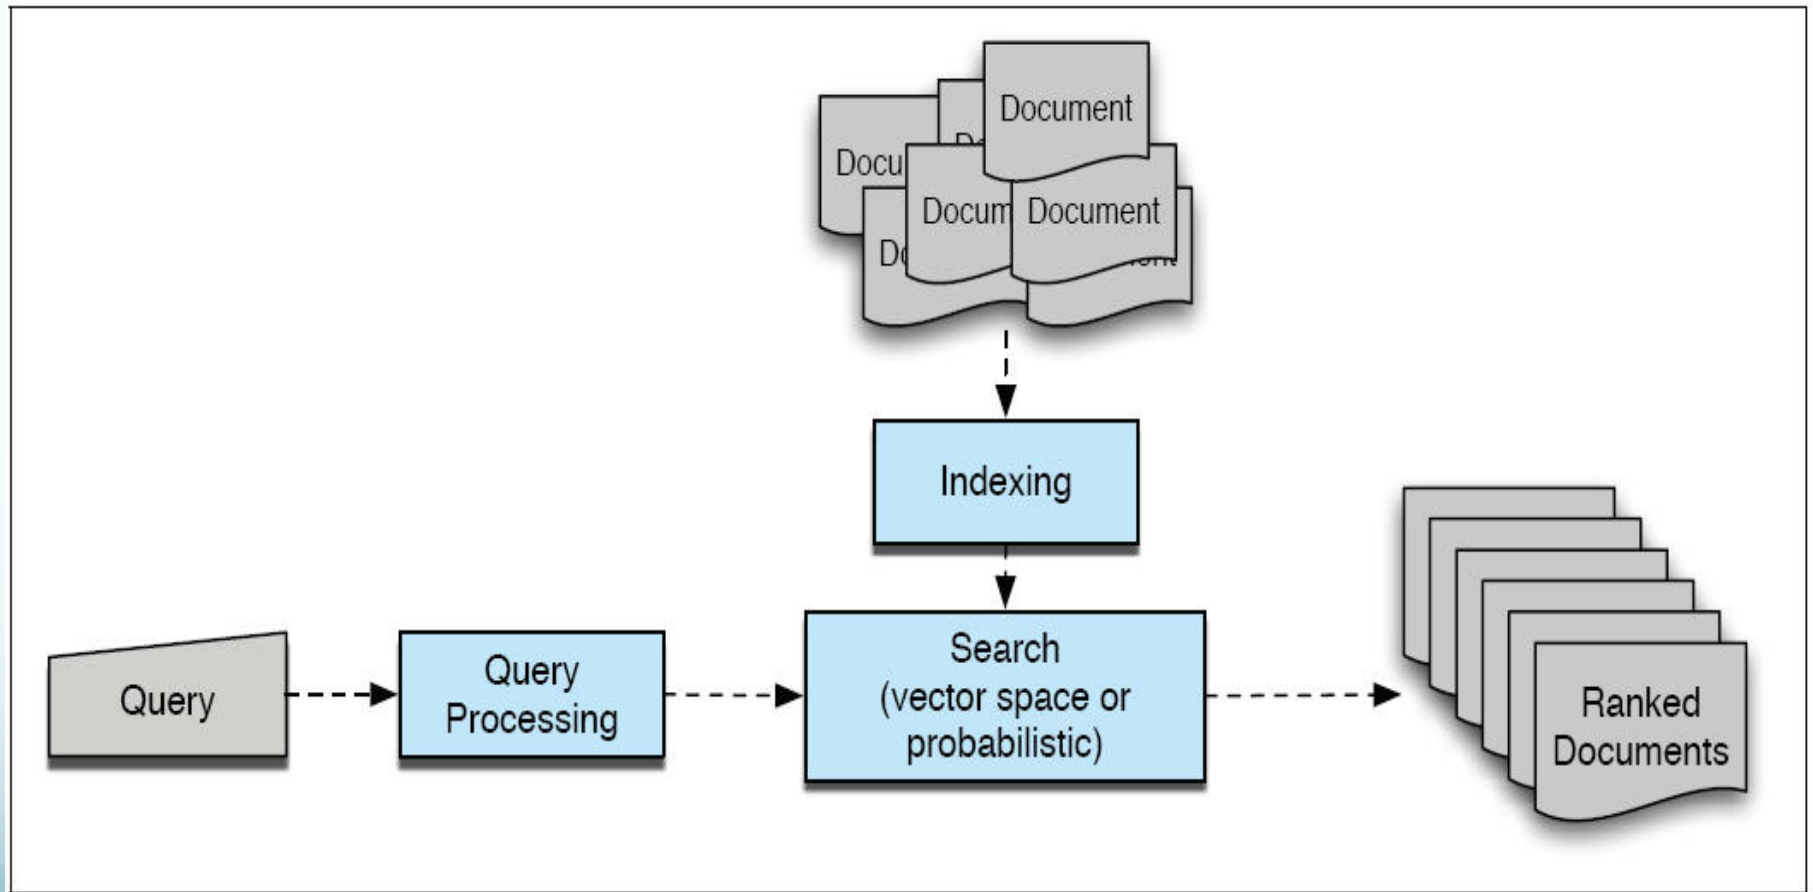 Document
Docu
Docum
Document
Indexing
Query
Query
Processing
Search
(vector space or
probabilistic)
Ranked
Documents